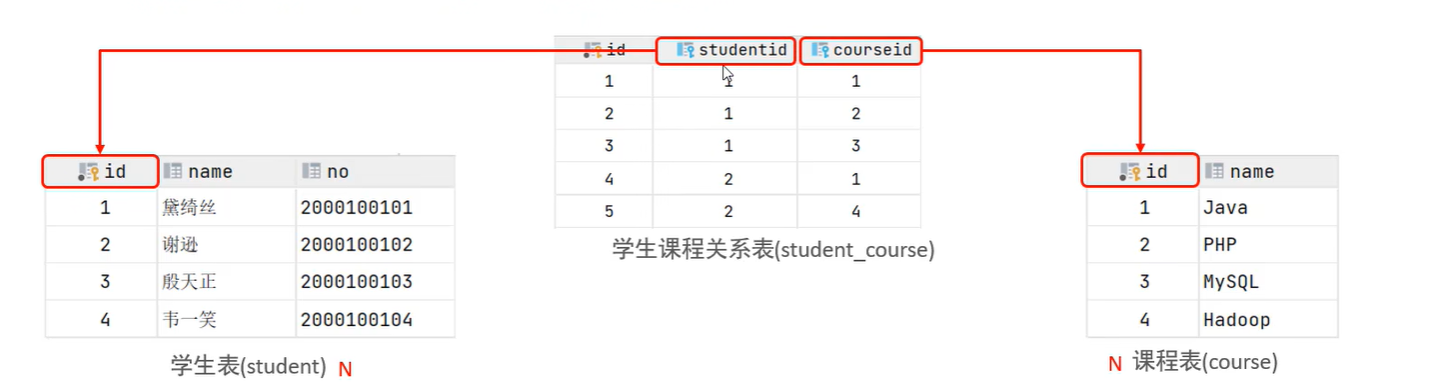 id studentid courseid
1 1 1
2 1 2
3 1 3
4 2 1
5 2 4
学生课程关系表(student_course)
id name no
1 黛绮丝 2000100101
2 谢逊 2000100102
3 殷天正 2000100103
4 韦一笑 2000100104
学生表(student) N
id name
1 Java
2 PHP
3 MySQL
4 Hadoop
N 课程表(course)